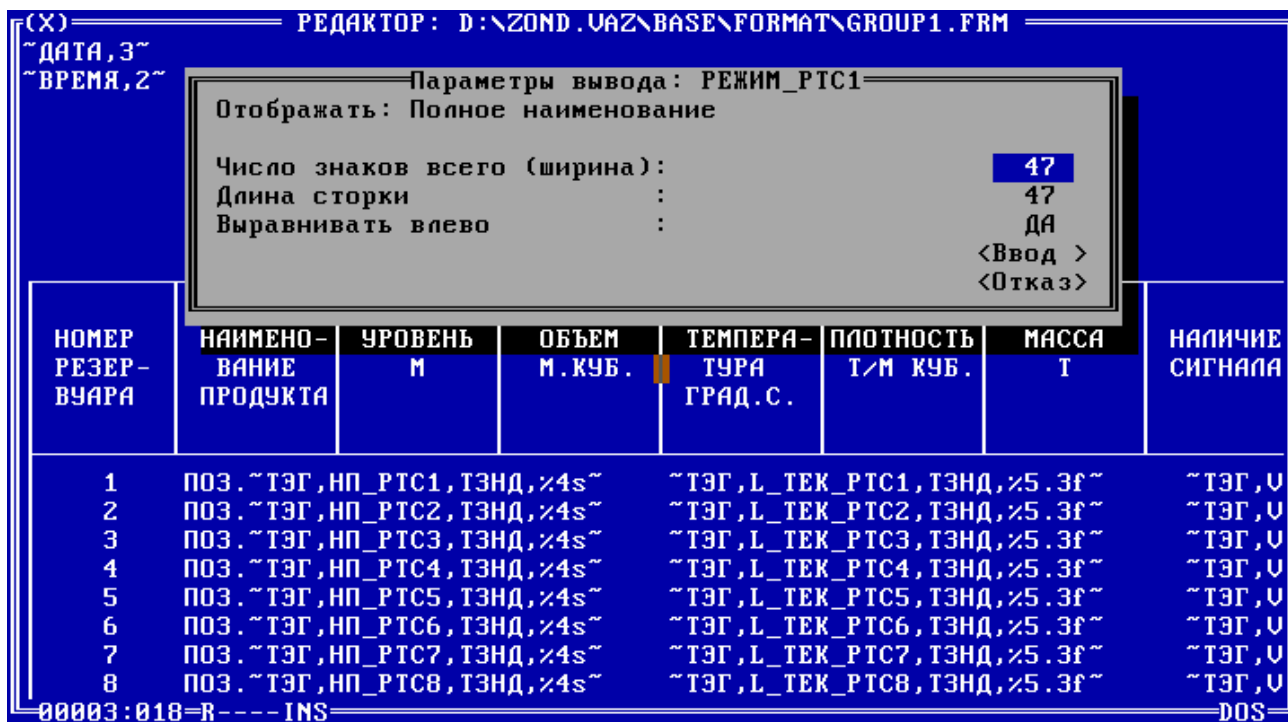 (X) РЕДАКТОР: D:\ZOND.VAZ\BASE\FORMAT\GROUP1.FRM
~ДАТА,3~
~ВРЕМЯ,2~
Параметры вывода: РЕЖИМ_РТС1
Отображать: Полное наименование
Число знаков всего (ширина): 47
Длина сторки : 47
Выравнивать влево : ДА
<Ввод >
<Отказ>
НОМЕР НАИМЕНО- УРОВЕНЬ ОБЪЕМ ТЕМПЕРА- ПЛОТНОСТЬ МАССА НАЛИЧИЕ
РЕЗЕР- ВАНИЕ М М.КУБ. ТУРА Т/М КУБ. Т СИГНАЛА
ВУАРА ПРОДУКТА ГРАД.С.
1 ПОЗ.~ТЭГ,НП_РТС1,ТЗНД,%4s~ ~ТЭГ,L_ТЕК_РТС1,ТЗНД,%5.3f~ ~ТЭГ,V
2 ПОЗ.~ТЭГ,НП_РТС2,ТЗНД,%4s~ ~ТЭГ,L_ТЕК_РТС2,ТЗНД,%5.3f~ ~ТЭГ,V
3 ПОЗ.~ТЭГ,НП_РТС3,ТЗНД,%4s~ ~ТЭГ,L_ТЕК_РТС3,ТЗНД,%5.3f~ ~ТЭГ,V
4 ПОЗ.~ТЭГ,НП_РТС4,ТЗНД,%4s~ ~ТЭГ,L_ТЕК_РТС4,ТЗНД,%5.3f~ ~ТЭГ,V
5 ПОЗ.~ТЭГ,НП_РТС5,ТЗНД,%4s~ ~ТЭГ,L_ТЕК_РТС5,ТЗНД,%5.3f~ ~ТЭГ,V
6 ПОЗ.~ТЭГ,НП_РТС6,ТЗНД,%4s~ ~ТЭГ,L_ТЕК_РТС6,ТЗНД,%5.3f~ ~ТЭГ,V
7 ПОЗ.~ТЭГ,НП_РТС7,ТЗНД,%4s~ ~ТЭГ,L_ТЕК_РТС7,ТЗНД,%5.3f~ ~ТЭГ,V
8 ПОЗ.~ТЭГ,НП_РТС8,ТЗНД,%4s~ ~ТЭГ,L_ТЕК_РТС8,ТЗНД,%5.3f~ ~ТЭГ,V
00003:018=R----INS DOS